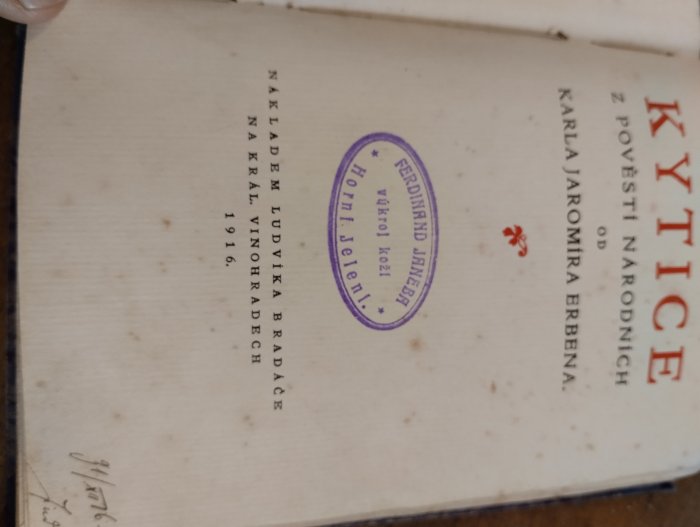 KYTICE
Z POVĚSTÍ NÁRODNÍCH
OD
KARLA JAROMÍRA ERBENA.
FERDINAND JANEBA
výkroj koží
Horní Jelení.
NÁKLADEM LUDVÍKA BRADÁČE
NA KRÁL. VINOHRADECH
1916.